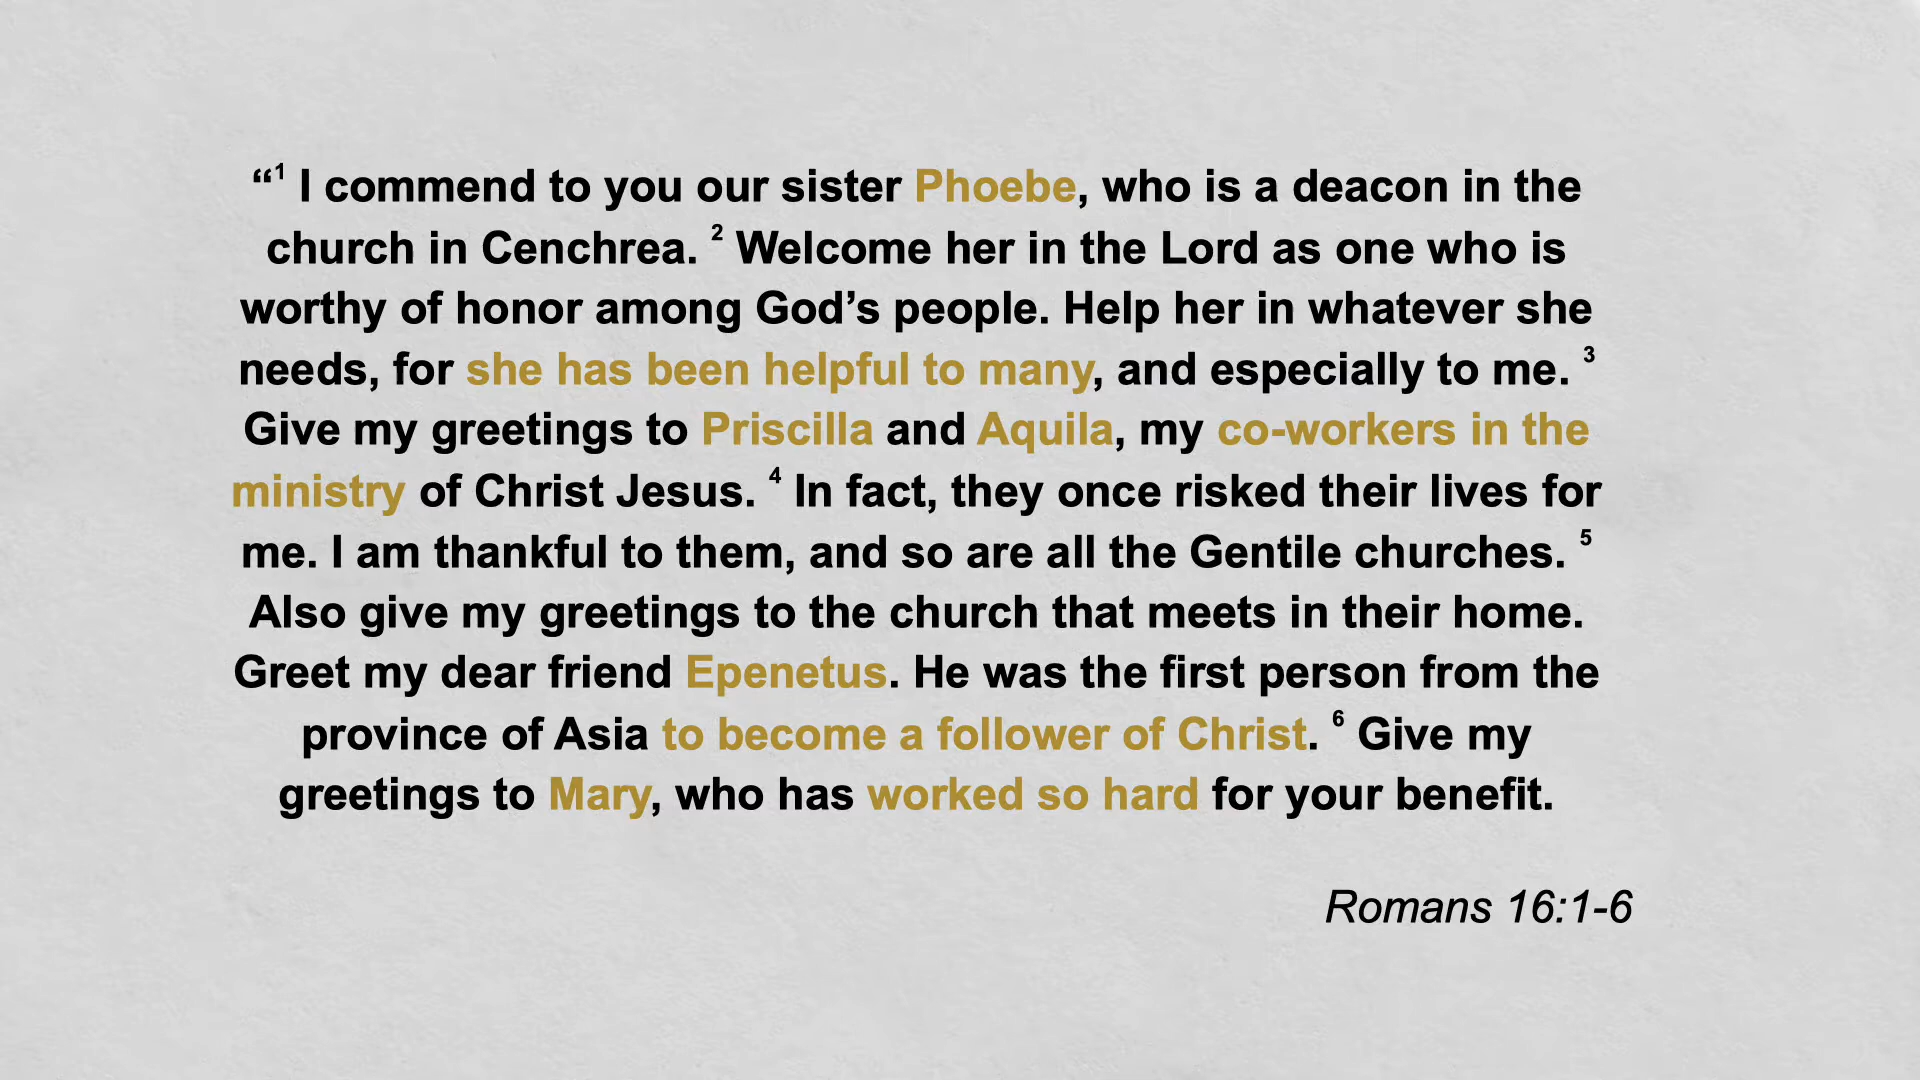 “¹ I commend to you our sister Phoebe, who is a deacon in the
church in Cenchrea. ² Welcome her in the Lord as one who is
worthy of honor among God’s people. Help her in whatever she
needs, for she has been helpful to many, and especially to me. ³
Give my greetings to Priscilla and Aquila, my co-workers in the
ministry of Christ Jesus. ⁴ In fact, they once risked their lives for
me. I am thankful to them, and so are all the Gentile churches. ⁵
Also give my greetings to the church that meets in their home.
Greet my dear friend Epenetus. He was the first person from the
province of Asia to become a follower of Christ. ⁶ Give my
greetings to Mary, who has worked so hard for your benefit.
Romans 16:1-6